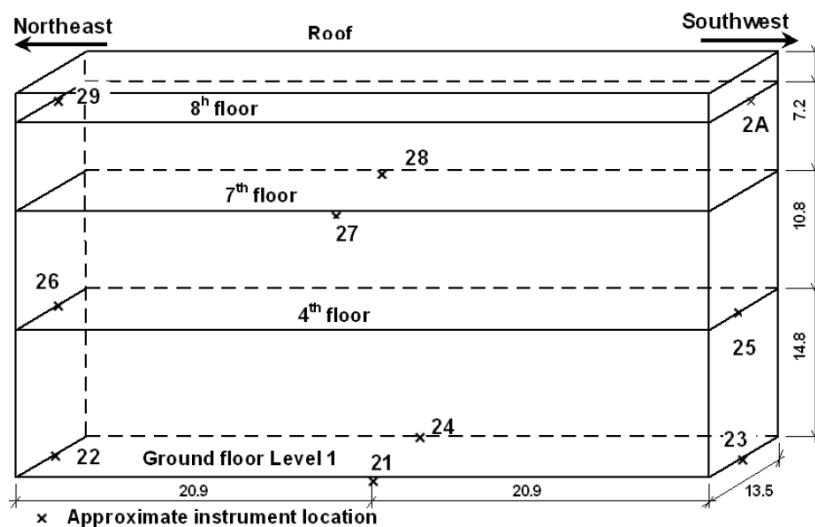 Northeast
Southwest
Roof
29
8h floor
2A
7.2
28
7th floor
27
10.8
26
4th floor
25
14.8
24
23
22
Ground floor Level 1
21
20.9
20.9
13.5
× Approximate instrument location